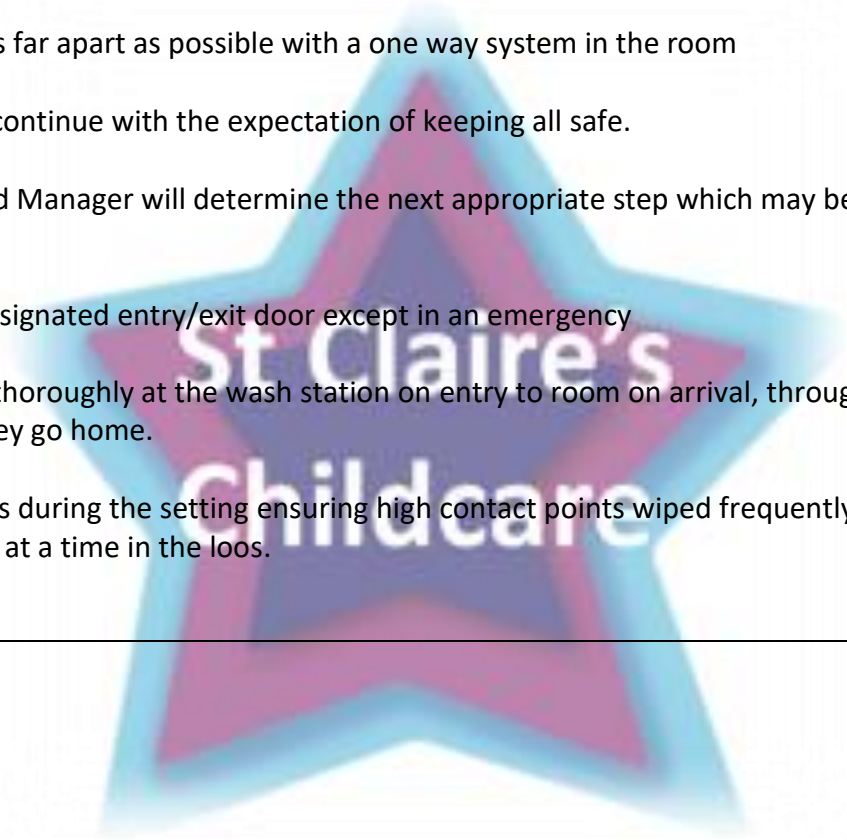 s far apart as possible with a one way system in the room
continue with the expectation of keeping all safe.
d Manager will determine the next appropriate step which may be
signated entry/exit door except in an emergency
St Claire's
thoroughly at the wash station on entry to room on arrival, throug
ey go home.
Childcare
s during the setting ensuring high contact points wiped frequently
at a time in the loos.